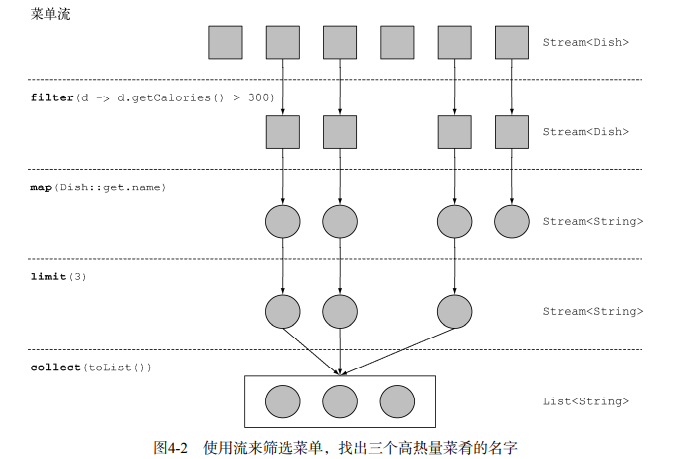 菜单流
Stream<Dish>
filter(d -> d.getCalories() > 300)
Stream<Dish>
map(Dish::get.name)
Stream<String>
limit(3)
Stream<String>
collect(toList())
List<String>
图4-2 使用流来筛选菜单，找出三个高热量菜肴的名字